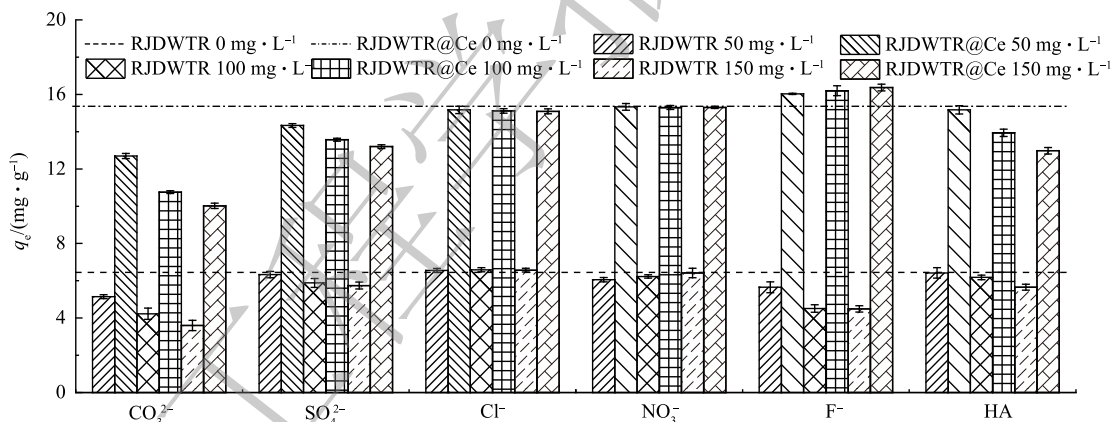 20
16
12
8
4
0
q_e/(mg·g⁻¹)
RJDWTR 0 mg·L⁻¹ RJDWTR@Ce 0 mg·L⁻¹ RJDWTR 50 mg·L⁻¹ RJDWTR@Ce 50 mg·L⁻¹
RJDWTR 100 mg·L⁻¹ RJDWTR@Ce 100 mg·L⁻¹ RJDWTR 150 mg·L⁻¹ RJDWTR@Ce 150 mg·L⁻¹
CO₃²⁻ SO₄²⁻ Cl⁻ NO₃⁻ F⁻ HA